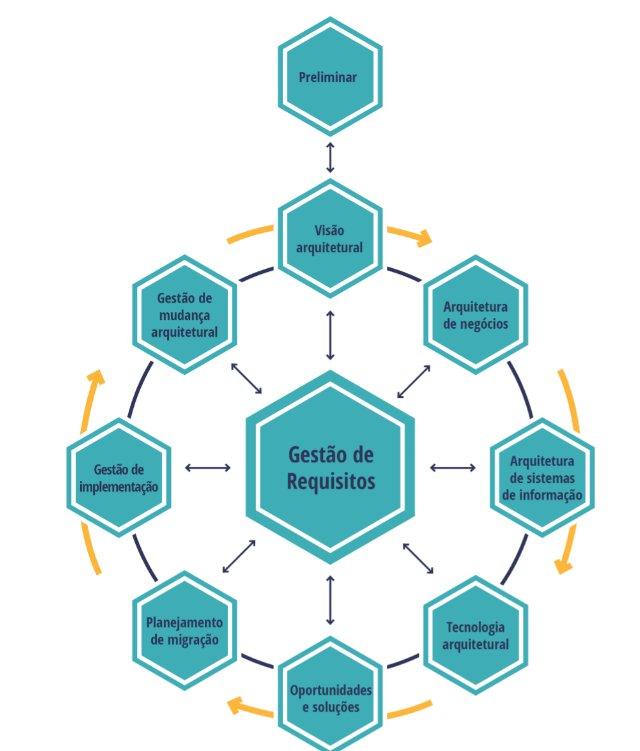 Preliminar
Visão
arquitetural
Arquitetura
de negócios
Arquitetura
de sistemas
de informação
Tecnologia
arquitetural
Oportunidades
e soluções
Planejamento
de migração
Gestão de
implementação
Gestão de
mudança
arquitetural
Gestão de
Requisitos